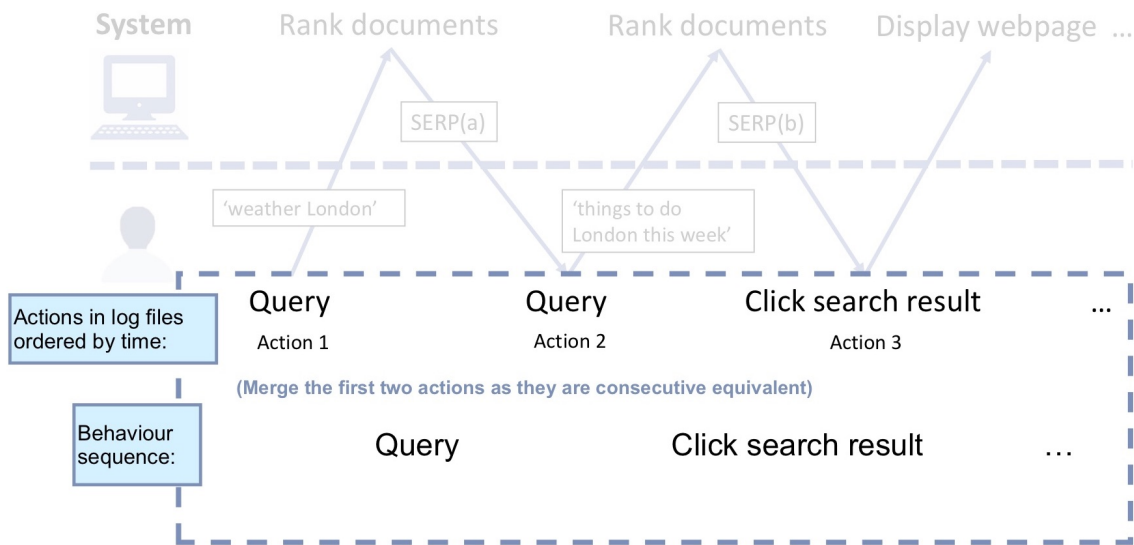 System
Rank documents
Rank documents
Display webpage ...
SERP(a)
SERP(b)
'weather London'
'things to do
London this week'
Actions in log files
ordered by time:
Query
Query
Click search result
...
Action 1
Action 2
Action 3
(Merge the first two actions as they are consecutive equivalent)
Behaviour
sequence:
Query
Click search result
...